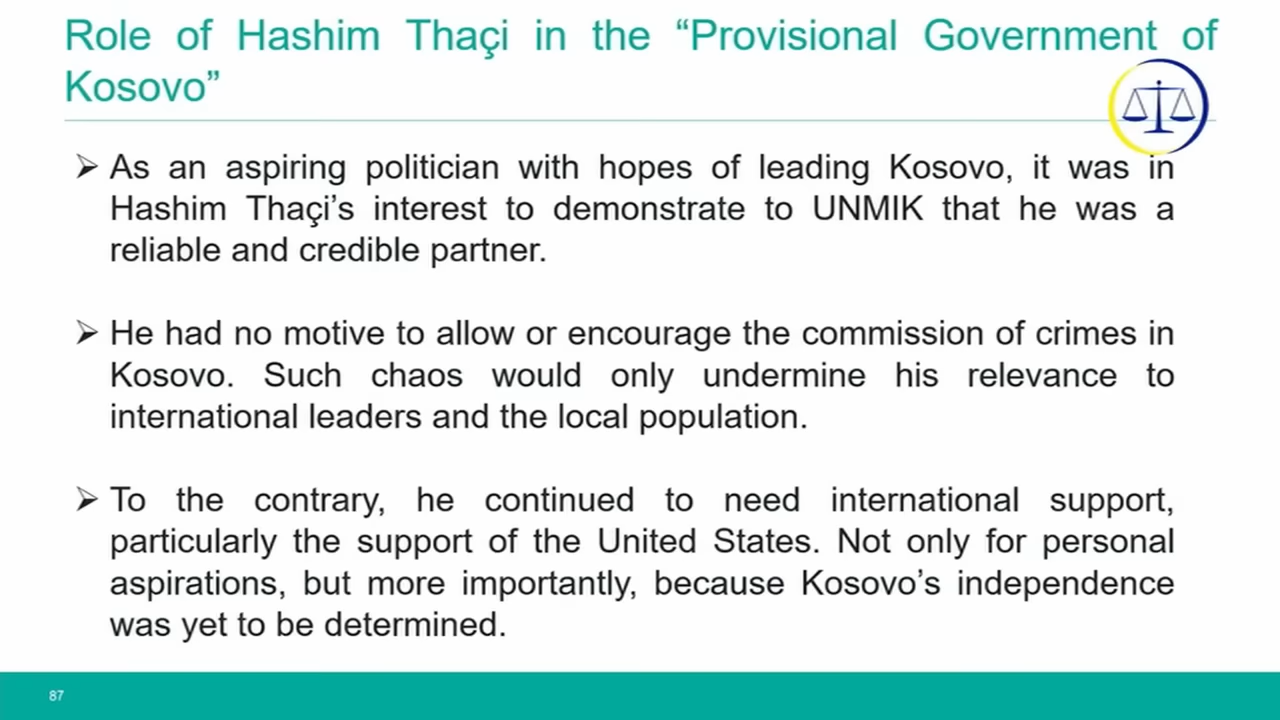 Role of Hashim Thaçi in the “Provisional Government of
Kosovo”
➢ As an aspiring politician with hopes of leading Kosovo, it was in
Hashim Thaçi’s interest to demonstrate to UNMIK that he was a
reliable and credible partner.
➢ He had no motive to allow or encourage the commission of crimes in
Kosovo. Such chaos would only undermine his relevance to
international leaders and the local population.
➢ To the contrary, he continued to need international support,
particularly the support of the United States. Not only for personal
aspirations, but more importantly, because Kosovo’s independence
was yet to be determined.
87